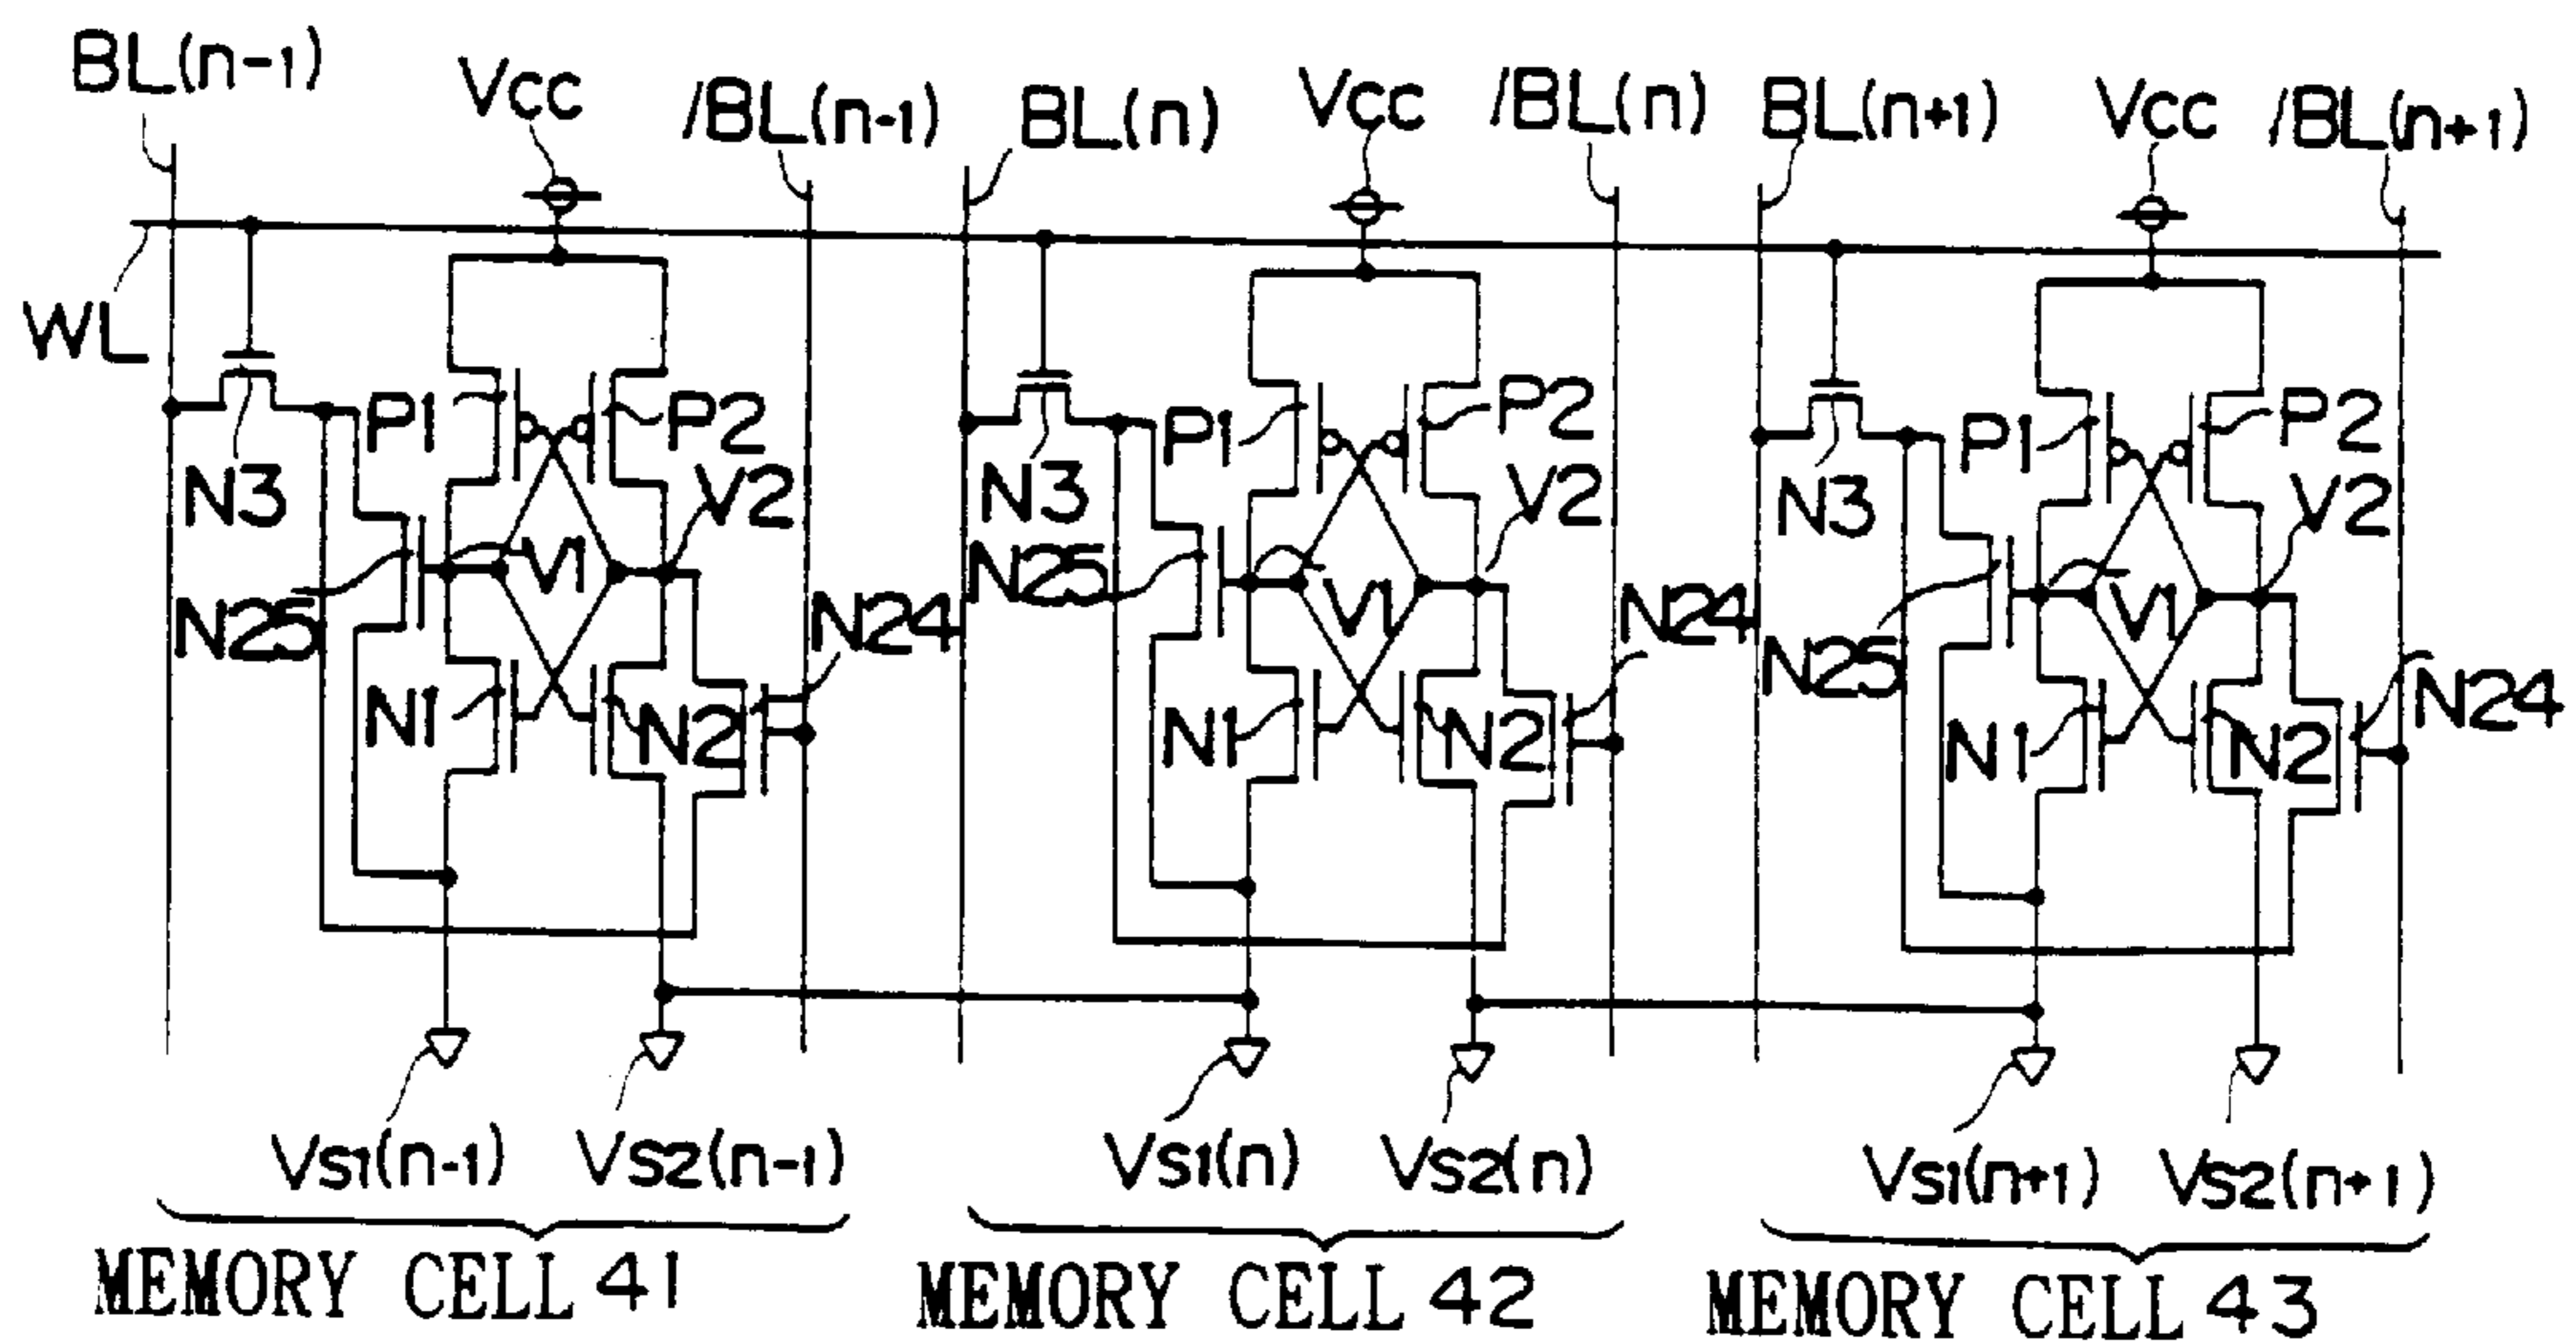 BL(n-1) Vcc /BL(n-1) BL(n) Vcc /BL(n) BL(n+1) Vcc /BL(n+1)
WL
P1 P2 P1 P2 P1 P2
N3 V2 N3 V2 N3 V2
N25 V1 N24 N25 V1 N24 N25 V1 N24
N1 N2 N1 N2 N1 N2
Vs1(n-1) Vs2(n-1) Vs1(n) Vs2(n) Vs1(n+1) Vs2(n+1)
MEMORY CELL 41 MEMORY CELL 42 MEMORY CELL 43